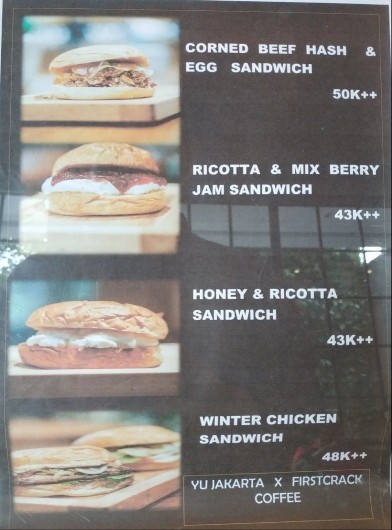 CORNED BEEF HASH &
EGG SANDWICH
50K++
RICOTTA & MIX BERRY
JAM SANDWICH
43K++
HONEY & RICOTTA
SANDWICH
43K++
WINTER CHICKEN
SANDWICH
48K++
YU JAKARTA X FIRSTCRACK
COFFEE